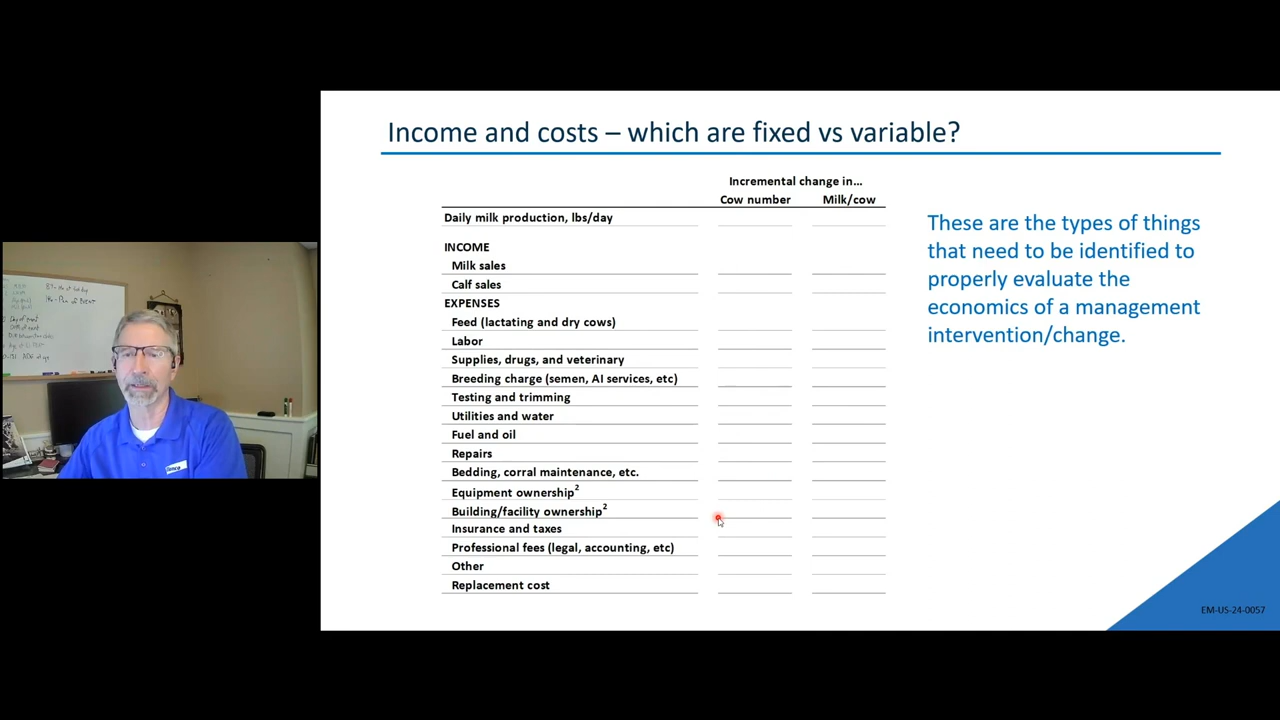 Income and costs – which are fixed vs variable?
Incremental change in…
Cow number Milk/cow
Daily milk production, lbs/day
INCOME
Milk sales
Calf sales
EXPENSES
Feed (lactating and dry cows)
Labor
Supplies, drugs, and veterinary
Breeding charge (semen, AI services, etc)
Testing and trimming
Utilities and water
Fuel and oil
Repairs
Bedding, corral maintenance, etc.
Equipment ownership2
Building/facility ownership2
Insurance and taxes
Professional fees (legal, accounting, etc)
Other
Replacement cost
These are the types of things
that need to be identified to
properly evaluate the
economics of a management
intervention/change.
EM-US-24-0057